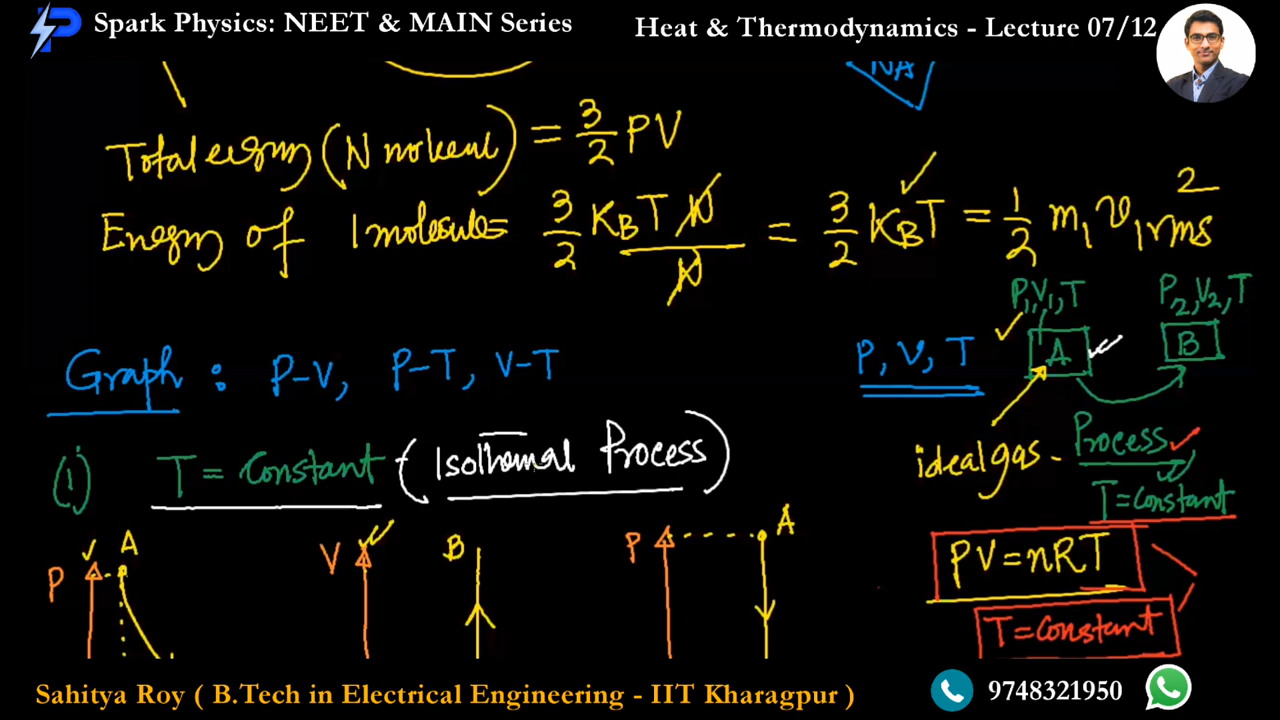 Spark Physics: NEET & MAIN Series
Heat & Thermodynamics - Lecture 07/12
NA
Total energy (N molecul) = 3/2 PV
Energy of 1 molecule = 3/2 KBT N/N = 3/2 KBT = 1/2 m1 v1rms²
P1, V1, T
P2, V2, T
Graph : P-V, P-T, V-T
P, V, T
A
B
ideal gas -
Process
T = Constant
(i) T = Constant (Isothermal Process)
PV = nRT
T = Constant
P
A
V
B
P
A
Sahitya Roy ( B.Tech in Electrical Engineering - IIT Kharagpur )
9748321950